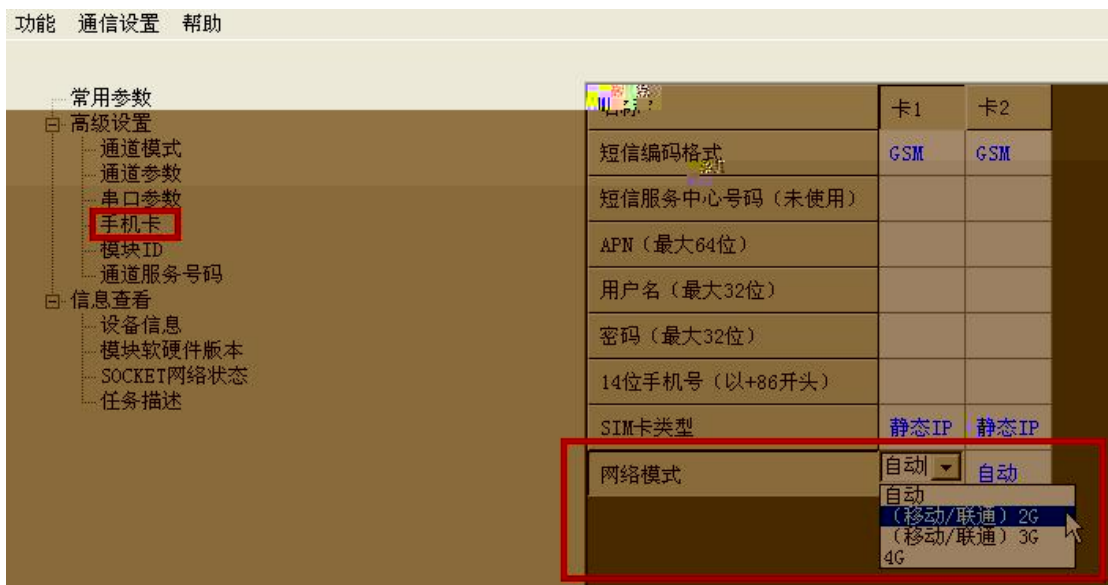 功能 通信设置 帮助
常用参数
高级设置
通道模式
通道参数
串口参数
手机卡
模块ID
通道服务号码
信息查看
设备信息
模块软硬件版本
SOCKET网络状态
任务描述
卡1 卡2
短信编码格式 GSM GSM
短信服务中心号码（未使用）
APN（最大64位）
用户名（最大32位）
密码（最大32位）
14位手机号（以+86开头）
SIM卡类型 静态IP 静态IP
网络模式 自动 自动
自动
（移动/联通）2G
（移动/联通）3G
4G